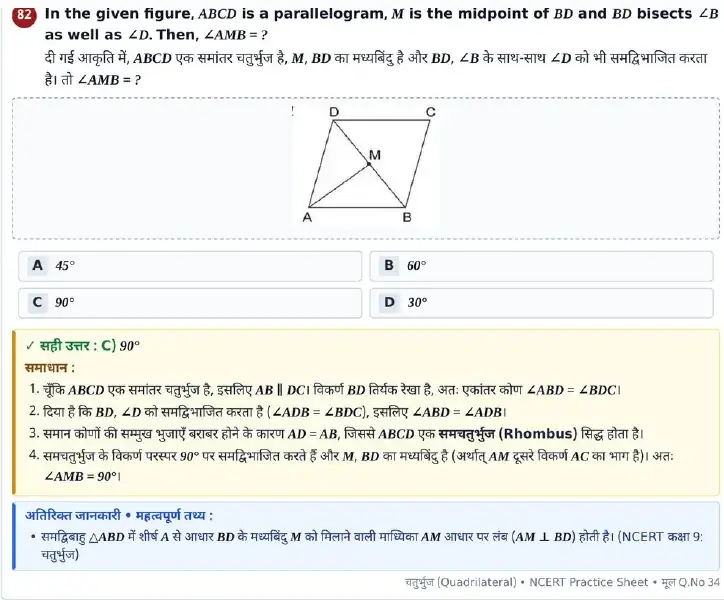 82 In the given figure, ABCD is a parallelogram, M is the midpoint of BD and BD bisects ∠B
as well as ∠D. Then, ∠AMB = ?
दी गई आकृति में, ABCD एक समांतर चतुर्भुज है, M, BD का मध्यबिंदु है और BD, ∠B के साथ-साथ ∠D को भी समद्विभाजित करता
है। तो ∠AMB = ?
D C
M
A B
A 45°
B 60°
C 90°
D 30°
✓ सही उत्तर : C) 90°
समाधान :
1. चूँकि ABCD एक समांतर चतुर्भुज है, इसलिए AB ∥ DC। विकर्ण BD तिर्यक रेखा है, अतः एकांतर कोण ∠ABD = ∠BDC।
2. दिया है कि BD, ∠D को समद्विभाजित करता है (∠ADB = ∠BDC), इसलिए ∠ABD = ∠ADB।
3. समान कोणों की सम्मुख भुजाएँ बराबर होने के कारण AD = AB, जिससे ABCD एक समचतुर्भुज (Rhombus) सिद्ध होता है।
4. समचतुर्भुज के विकर्ण परस्पर 90° पर समद्विभाजित करते हैं और M, BD का मध्यबिंदु है (अर्थात् AM दूसरे विकर्ण AC का भाग है)। अतः
∠AMB = 90°।
अतिरिक्त जानकारी • महत्वपूर्ण तथ्य :
• समद्विबाहु △ABD में शीर्ष A से आधार BD के मध्यबिंदु M को मिलाने वाली माध्यिका AM आधार पर लंब (AM ⊥ BD) होती है। (NCERT कक्षा 9:
चतुर्भुज)
चतुर्भुज (Quadrilateral) • NCERT Practice Sheet • मूल Q.No 34